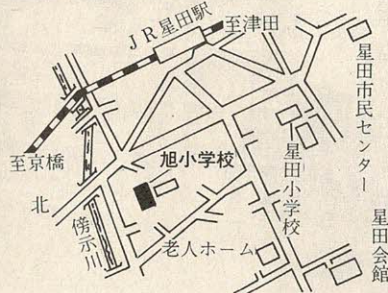 JR星田駅
至津田
星田市民センター
至京橋
旭小学校
星田小学校
北
傍示川
老人ホーム
星田会館